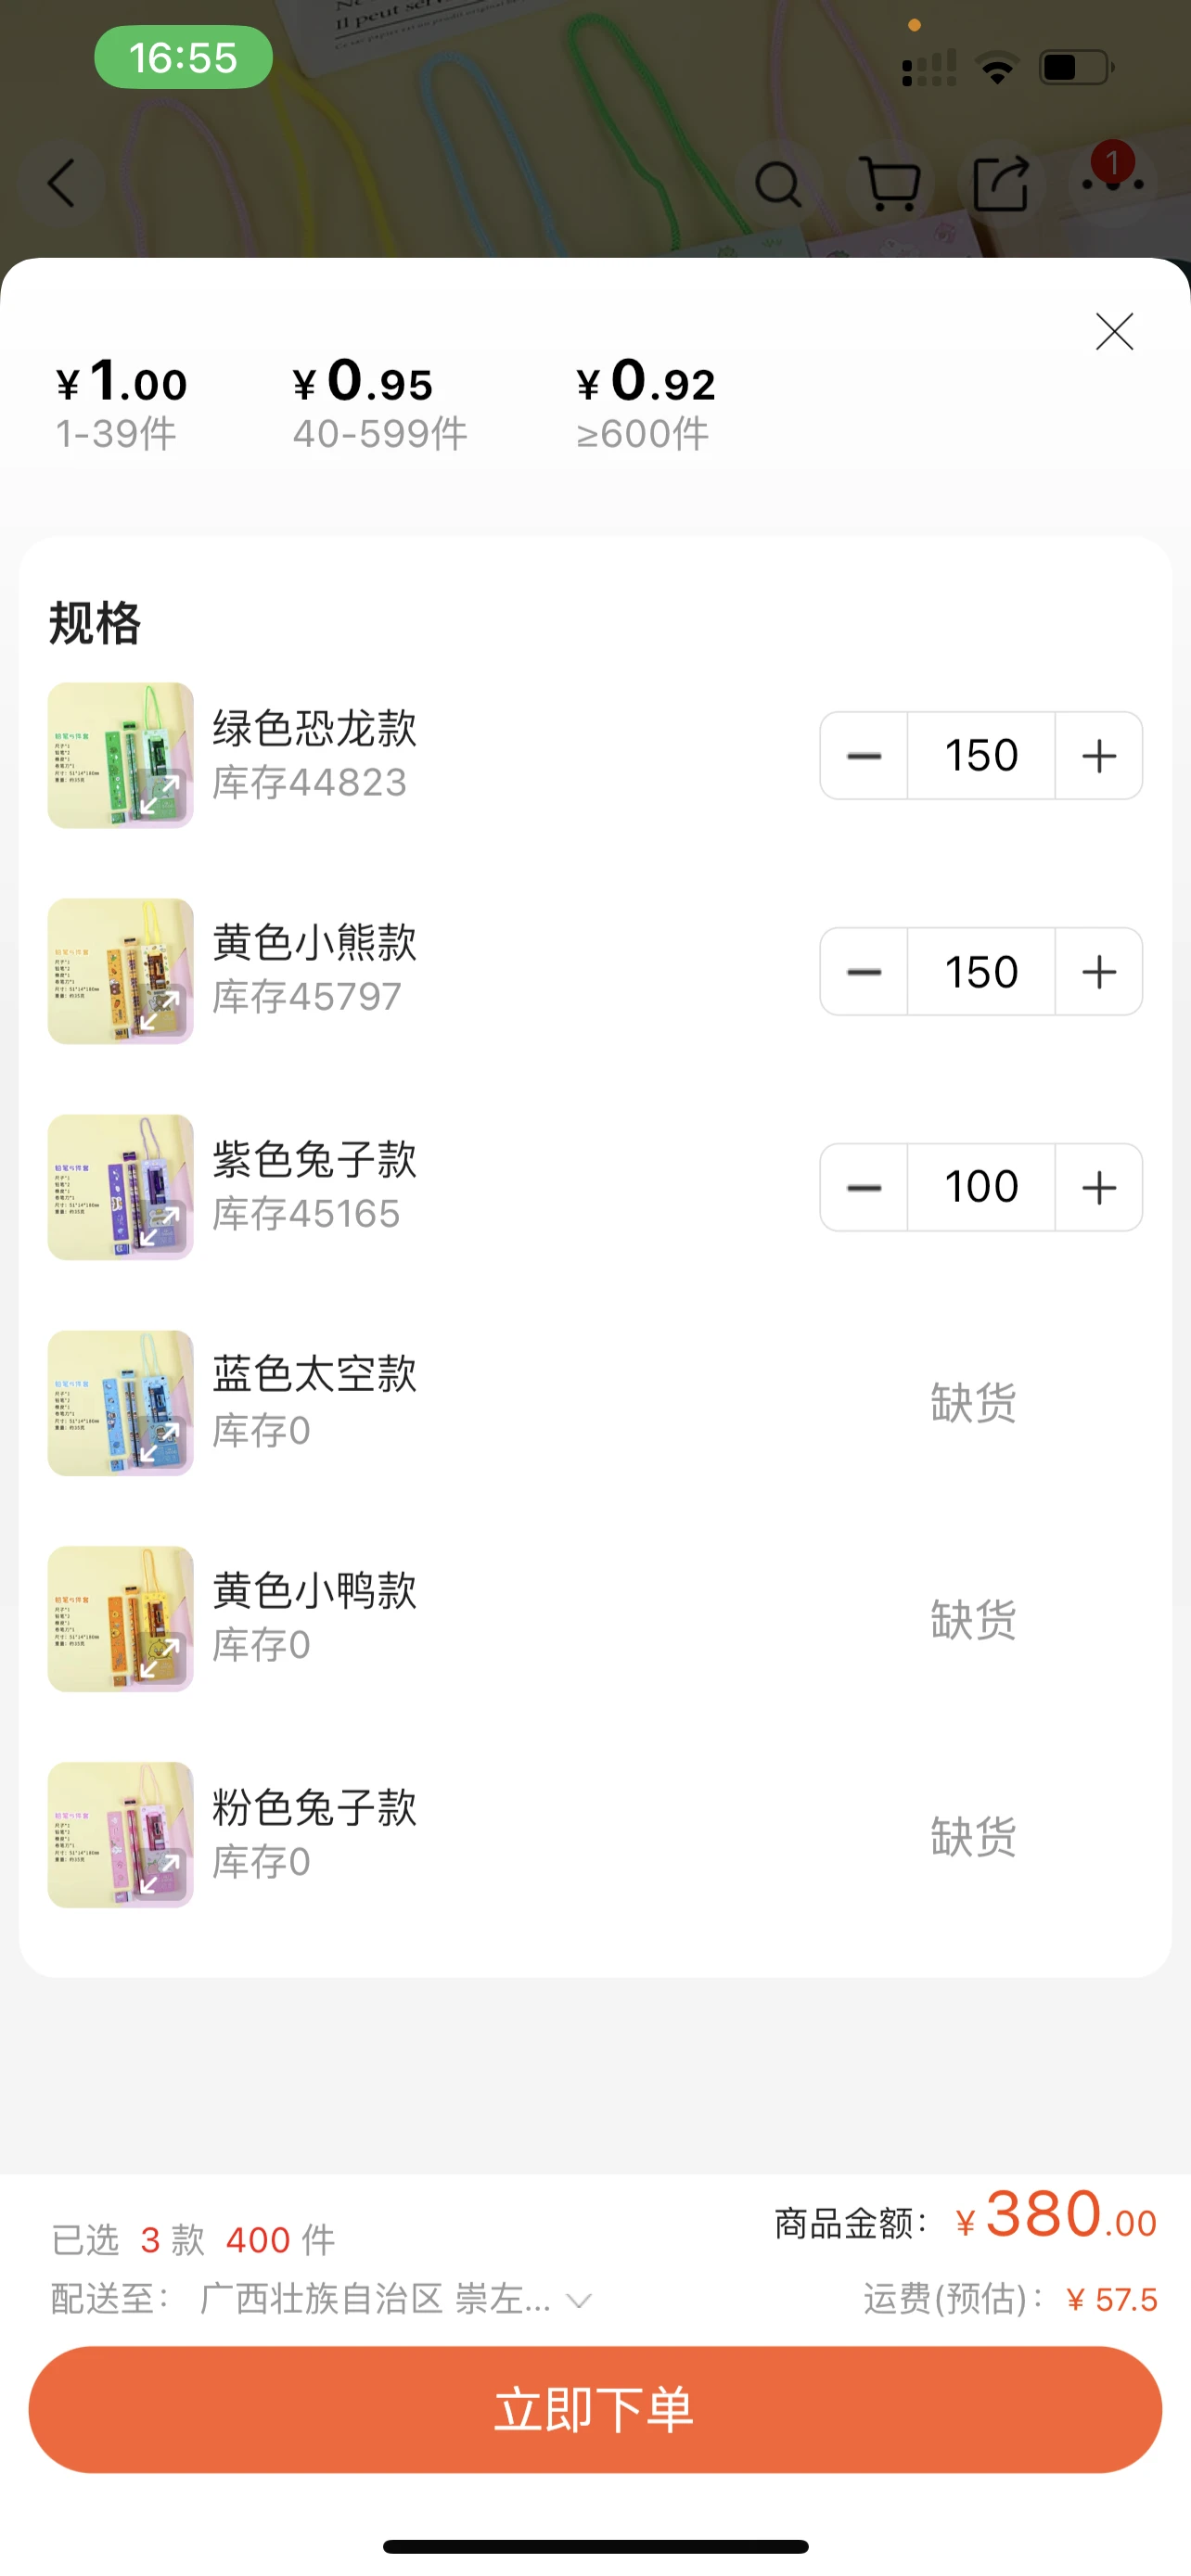 Il peut serv
16:55
1
¥1.00
1-39件
¥0.95
40-599件
¥0.92
≥600件
规格
绿色恐龙款
库存44823
150
黄色小熊款
库存45797
150
紫色兔子款
库存45165
100
蓝色太空款
库存0
缺货
黄色小鸭款
库存0
缺货
粉色兔子款
库存0
缺货
已选 3 款 400 件
商品金额： ¥380.00
配送至： 广西壮族自治区 崇左...
运费(预估)： ¥57.5
立即下单